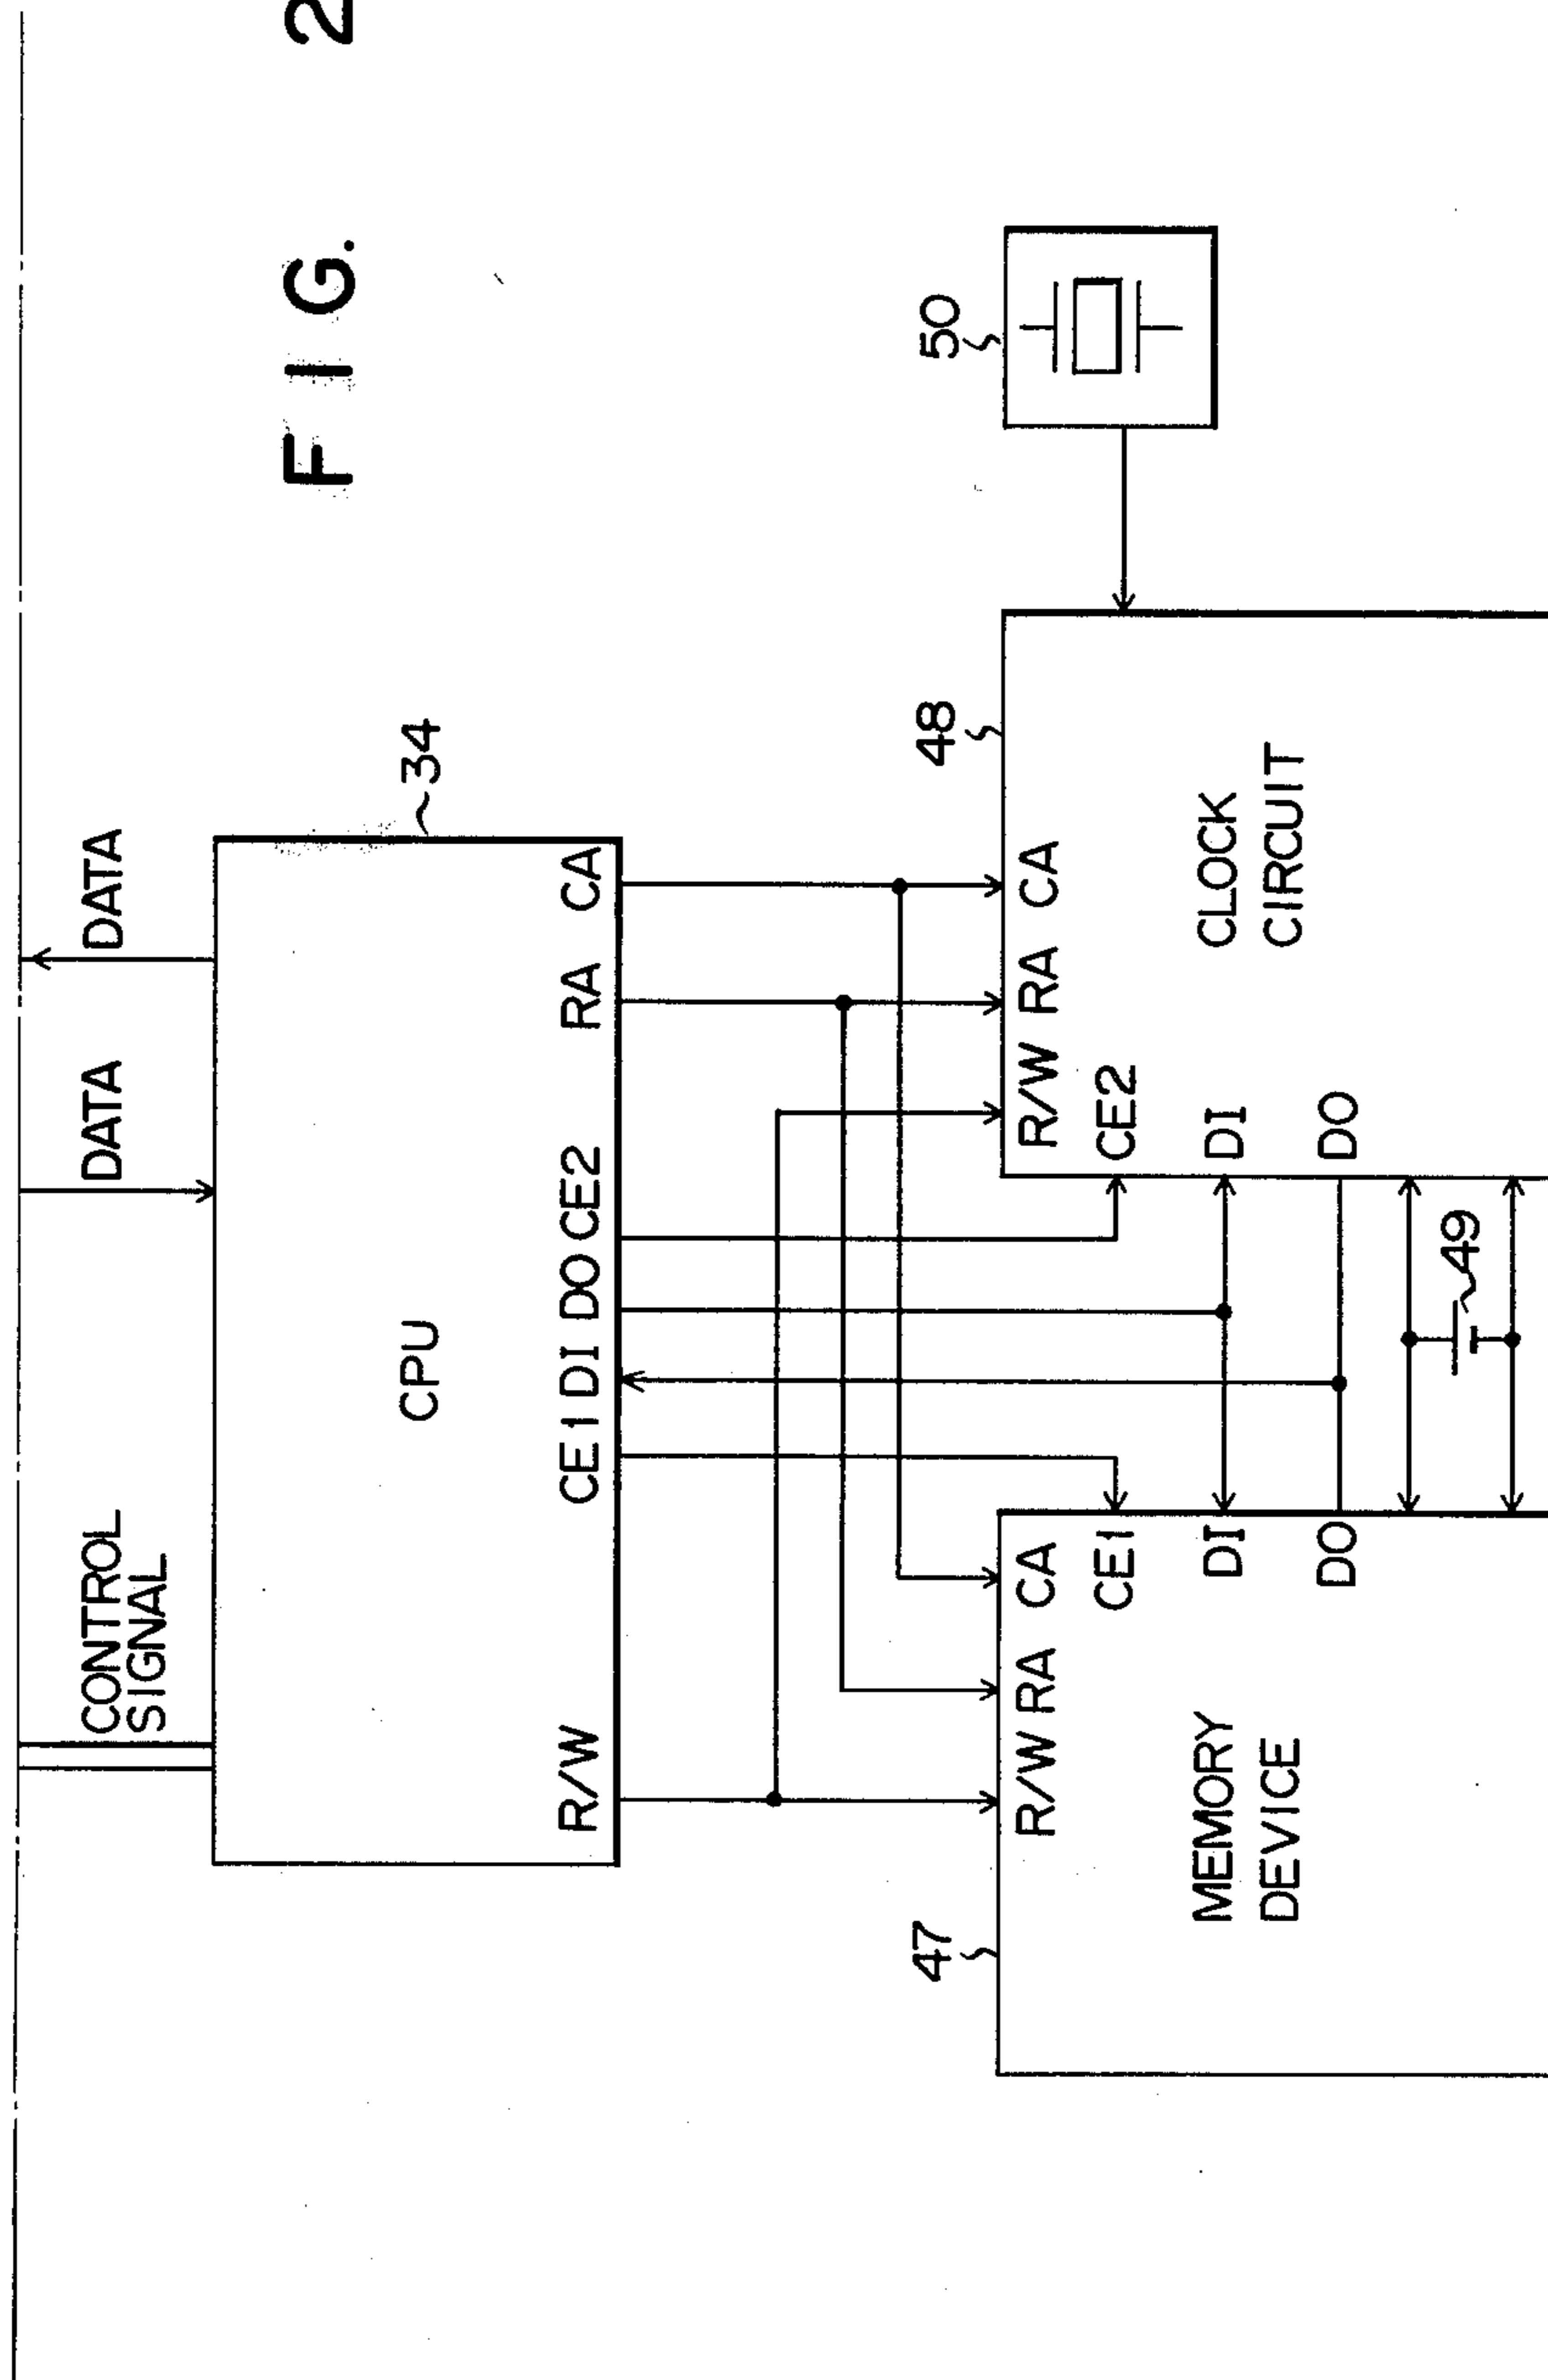 FIG. 2
CONTROL
SIGNAL
DATA
DATA
CPU
34
R/W
CE1
DI
DO
CE2
RA
CA
47
48
50
R/W
RA
CA
CE1
DI
DO
MEMORY
DEVICE
R/W
RA
CA
CE2
DI
DO
CLOCK
CIRCUIT
49